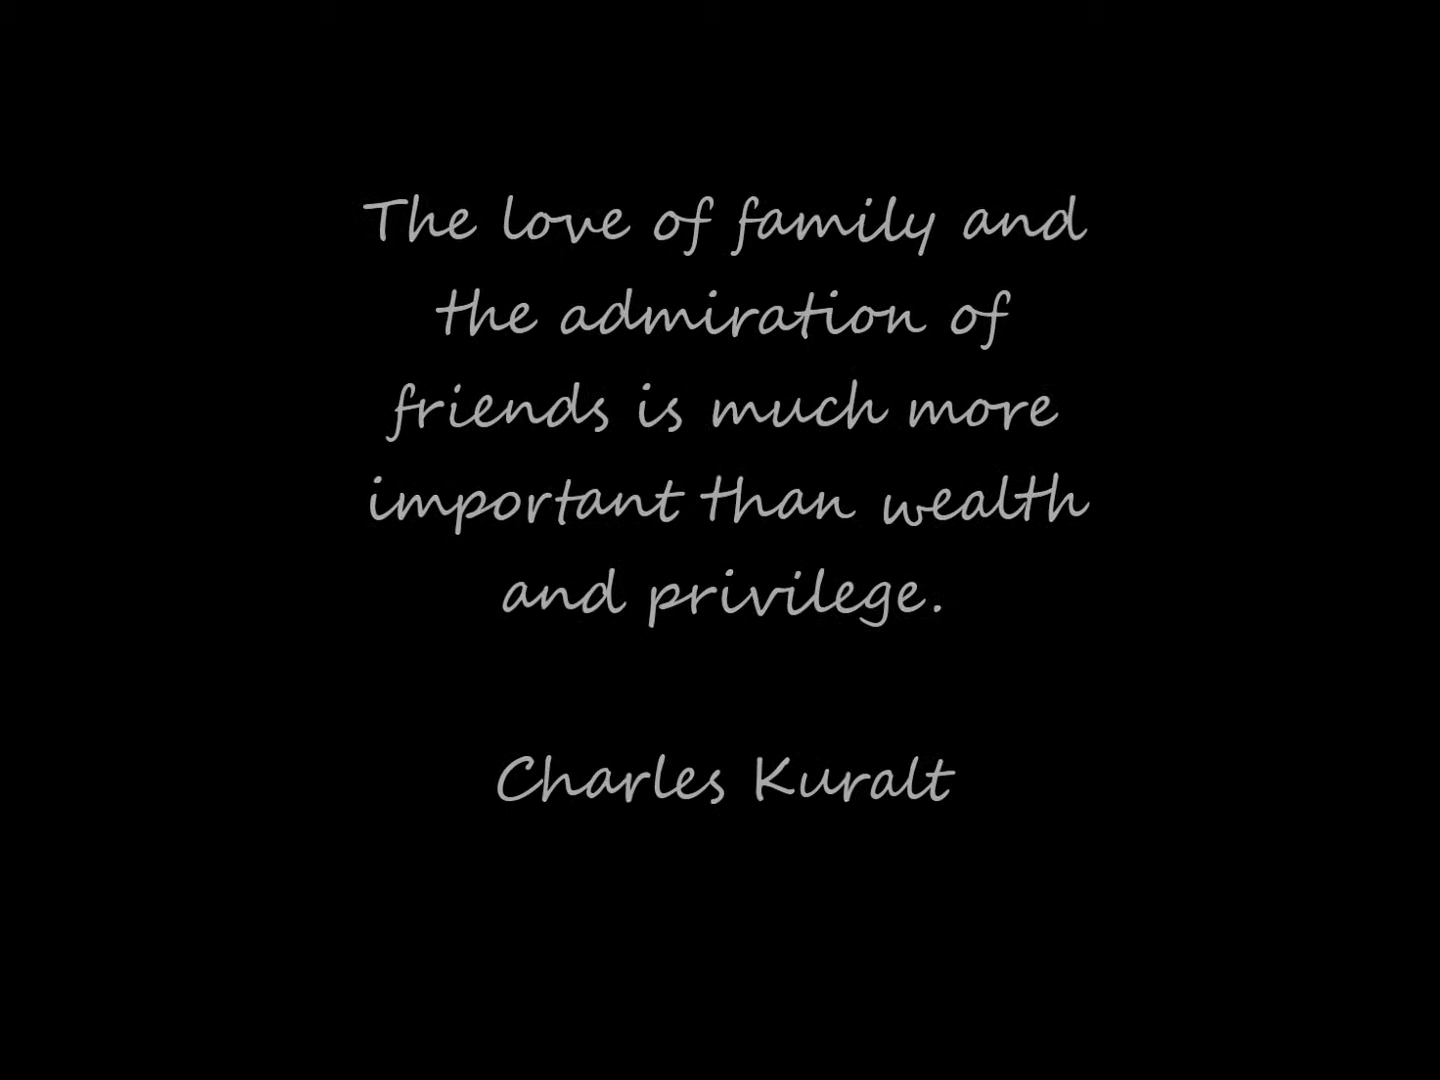 The love of family and
the admiration of
friends is much more
important than wealth
and privilege.
Charles Kuralt